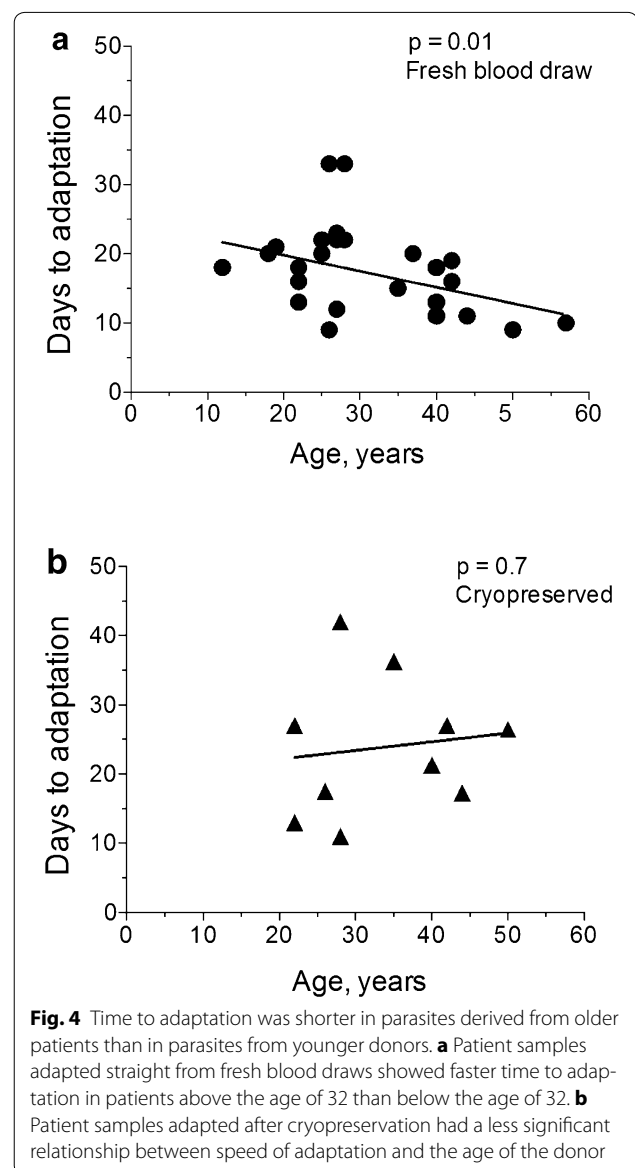 a
p = 0.01
Fresh blood draw
Days to adaptation
50
40
30
20
10
0
0 10 20 30 40 5 60
Age, years
b
p = 0.7
Cryopreserved
Days to adaptation
50
40
30
20
10
0
0 10 20 30 40 50 60
Age, years
Fig. 4 Time to adaptation was shorter in parasites derived from older
patients than in parasites from younger donors. a Patient samples
adapted straight from fresh blood draws showed faster time to adap-
tation in patients above the age of 32 than below the age of 32. b
Patient samples adapted after cryopreservation had a less significant
relationship between speed of adaptation and the age of the donor